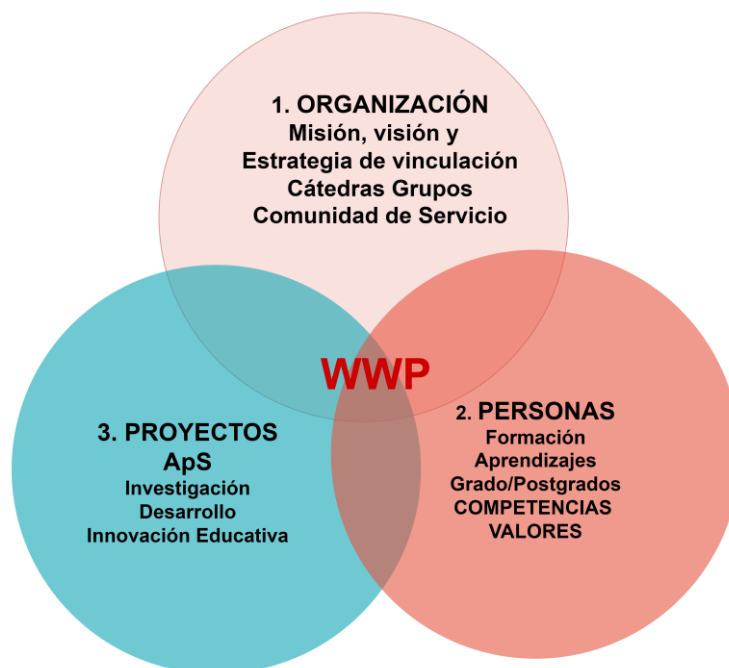 1. ORGANIZACIÓN
Misión, visión y
Estrategia de vinculación
Cátedras Grupos
Comunidad de Servicio
WWP
3. PROYECTOS
ApS
Investigación
Desarrollo
Innovación Educativa
2. PERSONAS
Formación
Aprendizajes
Grado/Postgrados
COMPETENCIAS
VALORES